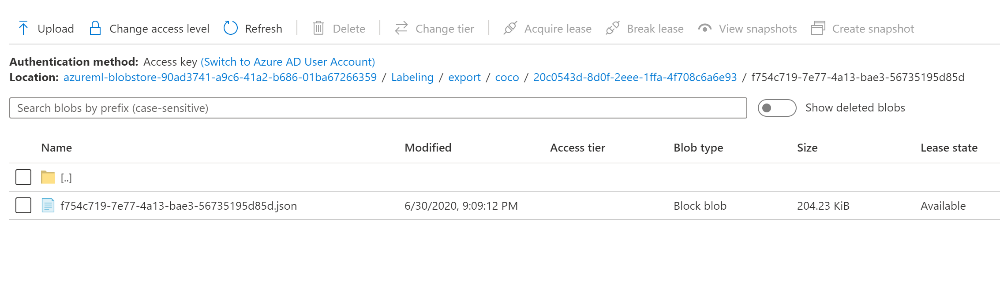 Upload Change access level Refresh Delete Change tier Acquire lease Break lease View snapshots Create snapshot
Authentication method: Access key (Switch to Azure AD User Account)
Location: azureml-blobstore-90ad3741-a9c6-41a2-b686-01ba67266359 / Labeling / export / coco / 20c0543d-8d0f-2eee-1ffa-4f708c6a6e93 / f754c719-7e77-4a13-bae3-56735195d85d
Search blobs by prefix (case-sensitive) Show deleted blobs
Name Modified Access tier Blob type Size Lease state
[..]
f754c719-7e77-4a13-bae3-56735195d85d.json 6/30/2020, 9:09:12 PM Block blob 204.23 KiB Available